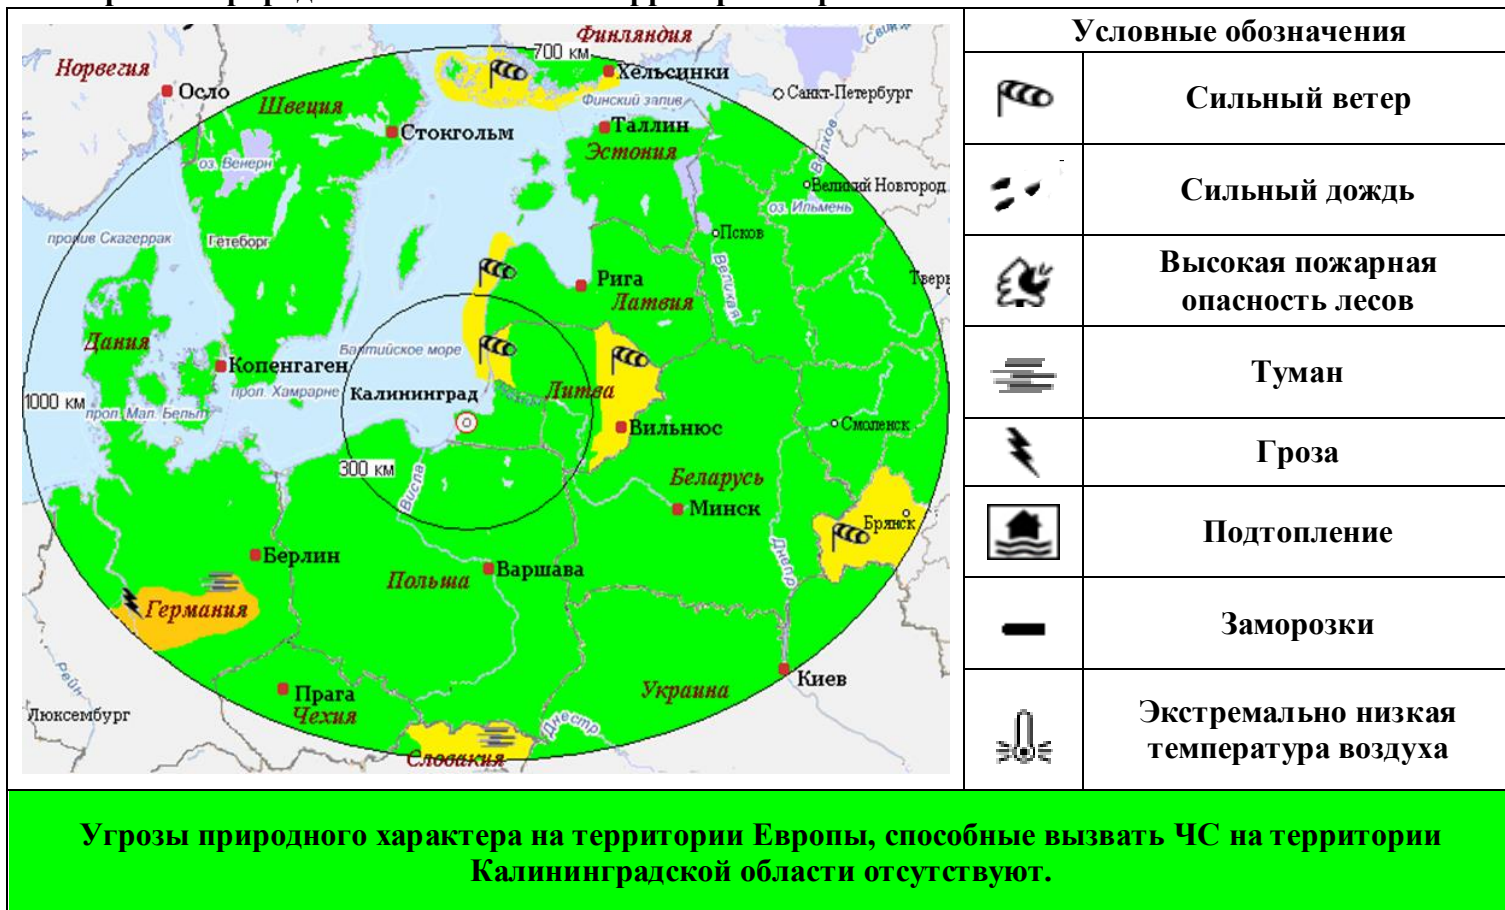 Условные обозначения
Сильный ветер
Сильный дождь
Высокая пожарная
опасность лесов
Туман
Гроза
Подтопление
Заморозки
Экстремально низкая
температура воздуха
Финляндия
700 км
Норвегия
Хельсинки
Осло
Санкт-Петербург
Швеция
Финский залив
Стокгольм
Таллин
Волхов
Эстония
оз. Венерн
Великий Новгород
оз. Ильмень
пролив Скагеррак
Гетеборг
Псков
Великая
Рига
Тверь
Латвия
Дания
Балтийское море
Копенгаген
прол. Хамрарне
Калининград
Литва
1000 км
прол. Мал. Бельт
Вильнюс
Смоленск
300 км
Висла
Беларусь
Минск
Брянск
Днепр
Берлин
Варшава
Польша
Германия
Рейн
Киев
Прага
Украина
Чехия
Люксембург
Днестр
Словакия
Угрозы природного характера на территории Европы, способные вызвать ЧС на территории
Калининградской области отсутствуют.